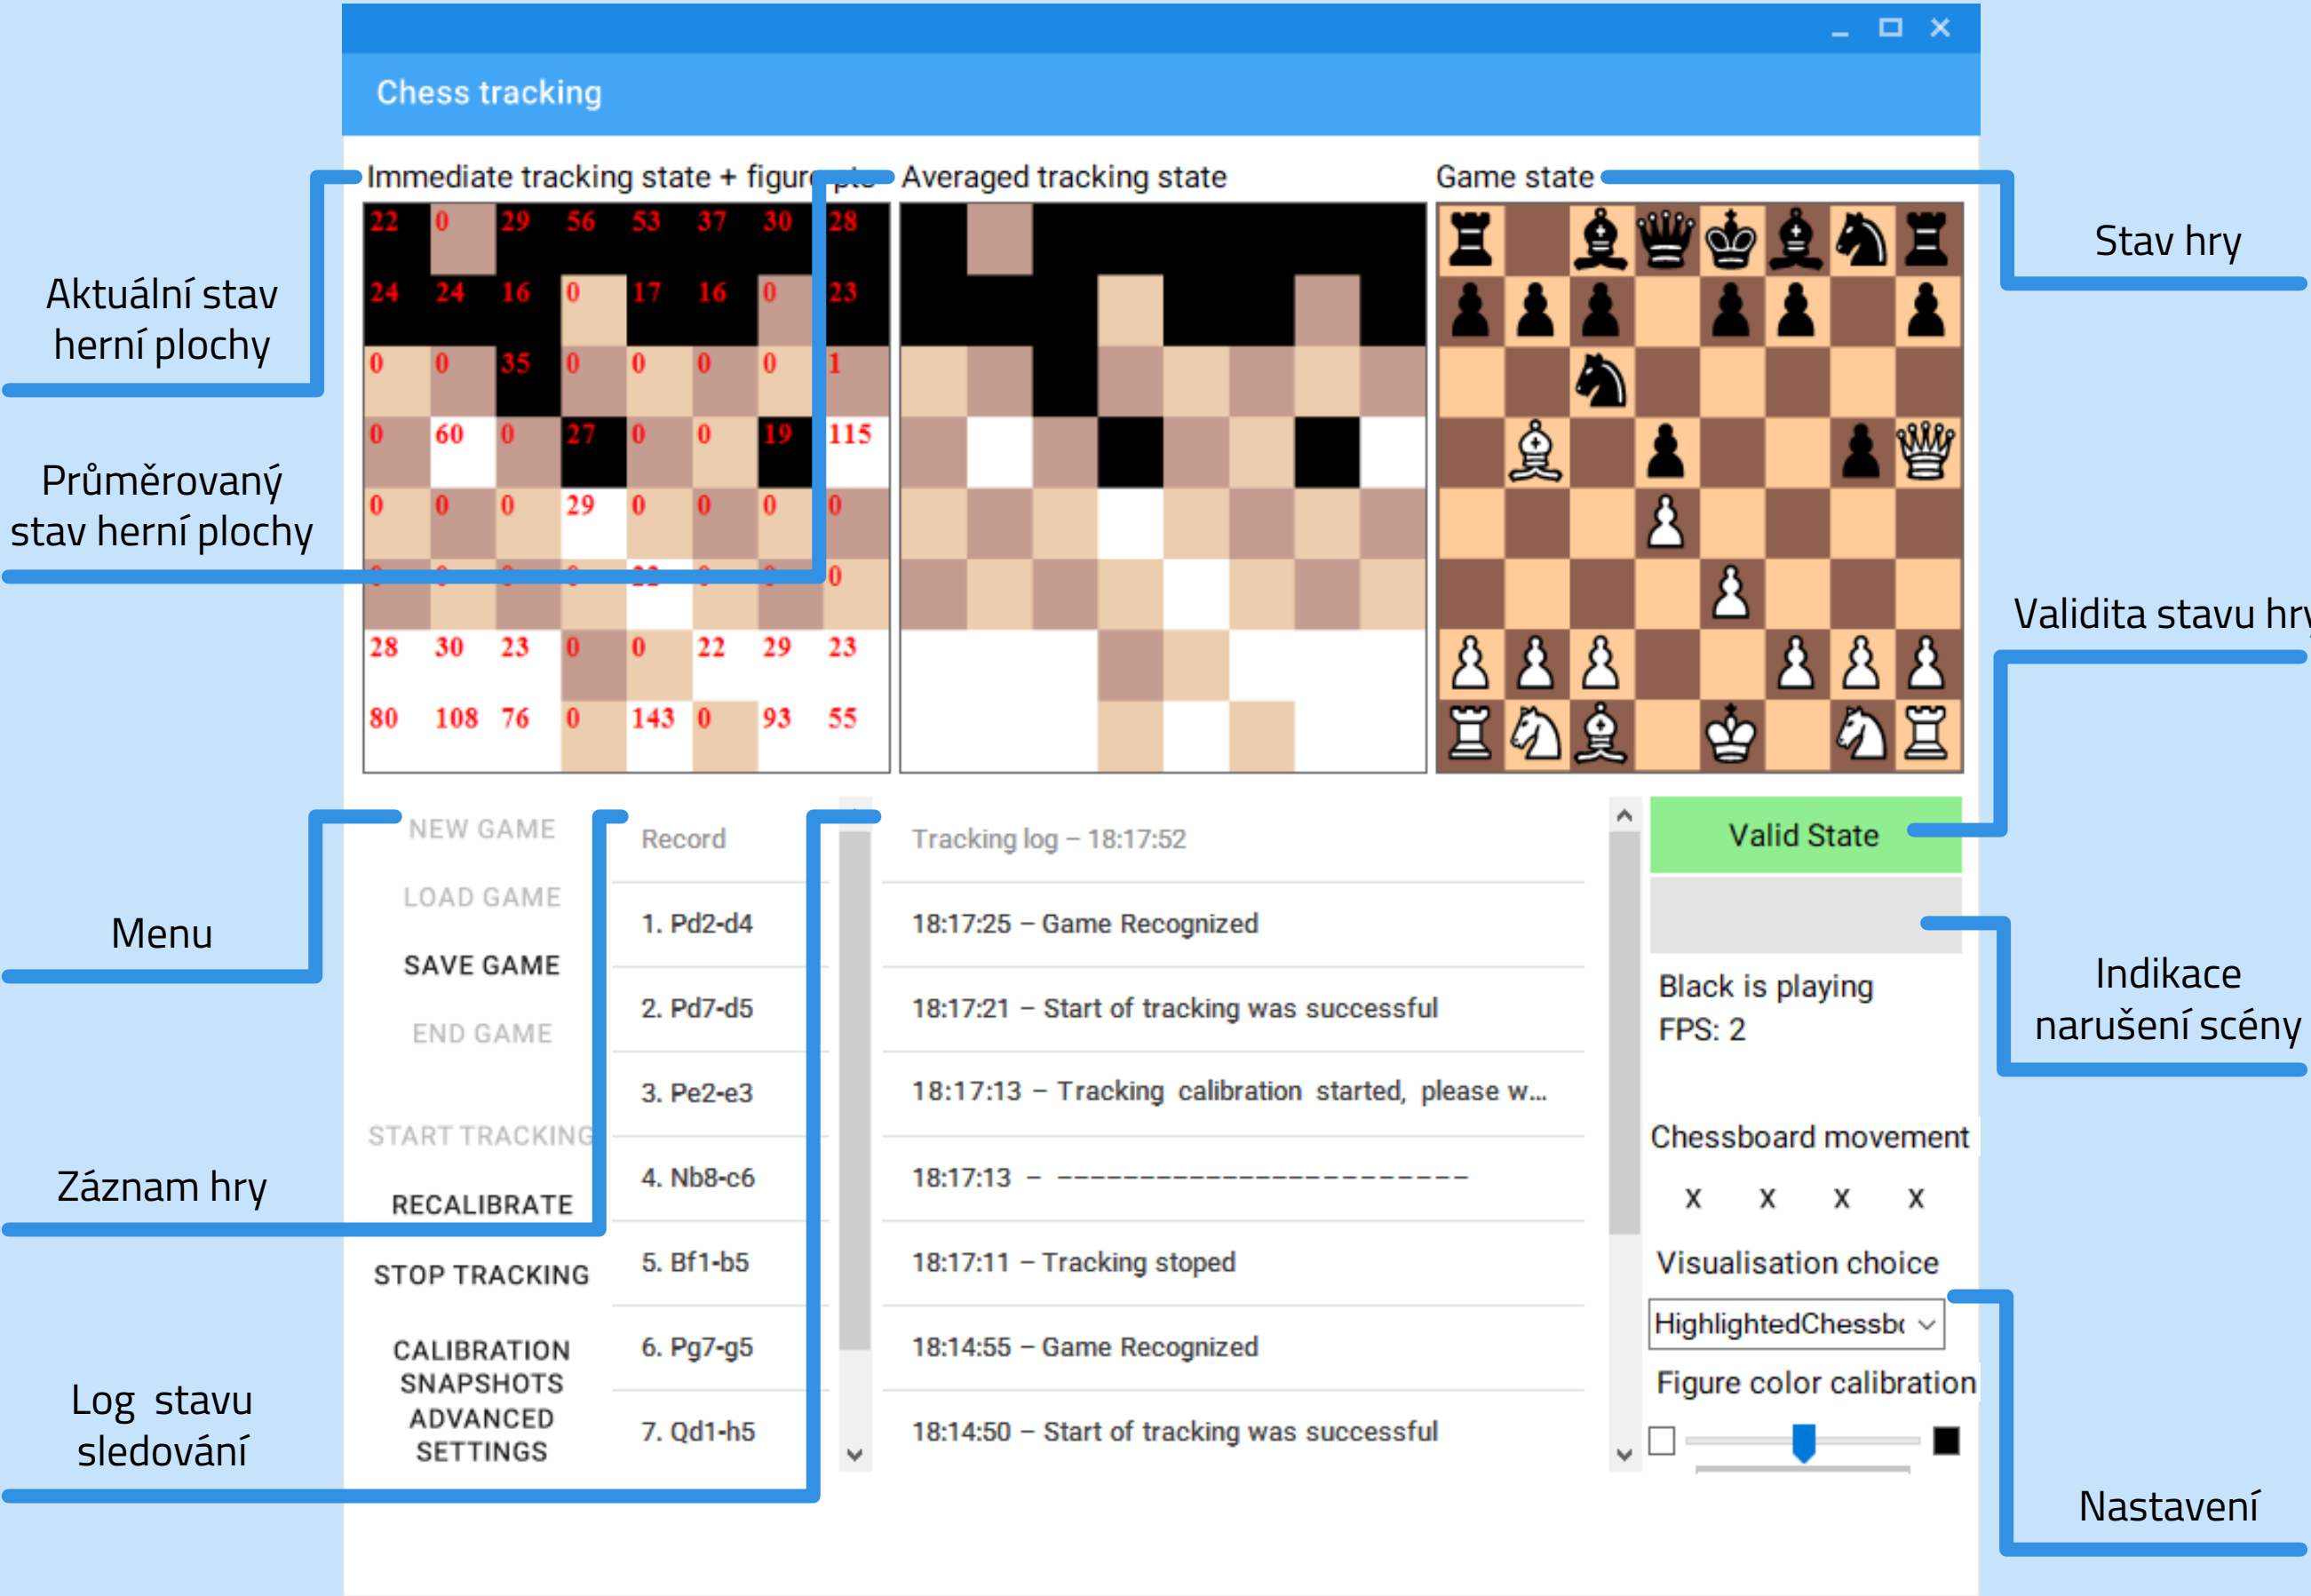 Chess tracking
Immediate tracking state + figure pts
Averaged tracking state
Game state
22 0 29 56 53 37 30 28
24 24 16 0 17 16 0 23
0 0 35 0 0 0 0 1
0 60 0 27 0 0 19 115
0 0 0 29 0 0 0 0
0 0 0 0 22 0 0 0
28 30 23 0 0 22 29 23
80 108 76 0 143 0 93 55
Aktuální stav
herní plochy
Průměrovaný
stav herní plochy
Menu
Záznam hry
Log stavu
sledování
Stav hry
Validita stavu hry
Indikace
narušení scény
Nastavení
NEW GAME
LOAD GAME
SAVE GAME
END GAME
START TRACKING
RECALIBRATE
STOP TRACKING
CALIBRATION
SNAPSHOTS
ADVANCED
SETTINGS
Record
1. Pd2-d4
2. Pd7-d5
3. Pe2-e3
4. Nb8-c6
5. Bf1-b5
6. Pg7-g5
7. Qd1-h5
Tracking log – 18:17:52
18:17:25 – Game Recognized
18:17:21 – Start of tracking was successful
18:17:13 – Tracking calibration started, please w...
18:17:13 – –––––––––––––––––––––––––
18:17:11 – Tracking stoped
18:14:55 – Game Recognized
18:14:50 – Start of tracking was successful
Valid State
Black is playing
FPS: 2
Chessboard movement
X X X X
Visualisation choice
HighlightedChessb
Figure color calibration